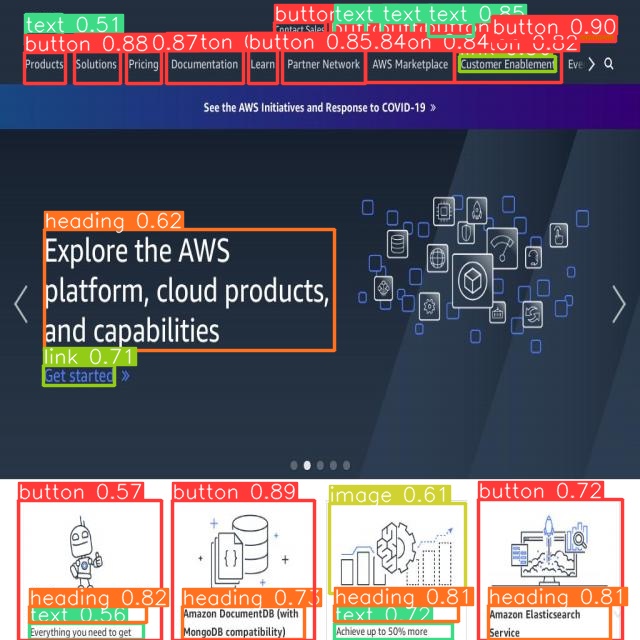 button text text text 0.85
text 0.51
button 0.90
Contact Sales
button 0.88 0.87 button 0.85 .84 0.84 0.82
Products Solutions Pricing Documentation Learn Partner Network AWS Marketplace Customer Enablement Eve
See the AWS Initiatives and Response to COVID-19 »
heading 0.62
Explore the AWS
platform, cloud products,
and capabilities
link 0.71
Get started »
button 0.57 button 0.89 image 0.61 button 0.72
heading 0.82 heading 0.73 heading 0.81 heading 0.81
text 0.56 text 0.72
Everything you need to get
Amazon DocumentDB (with
MongoDB compatibility)
Achieve up to 50% more
Amazon Elasticsearch
Service